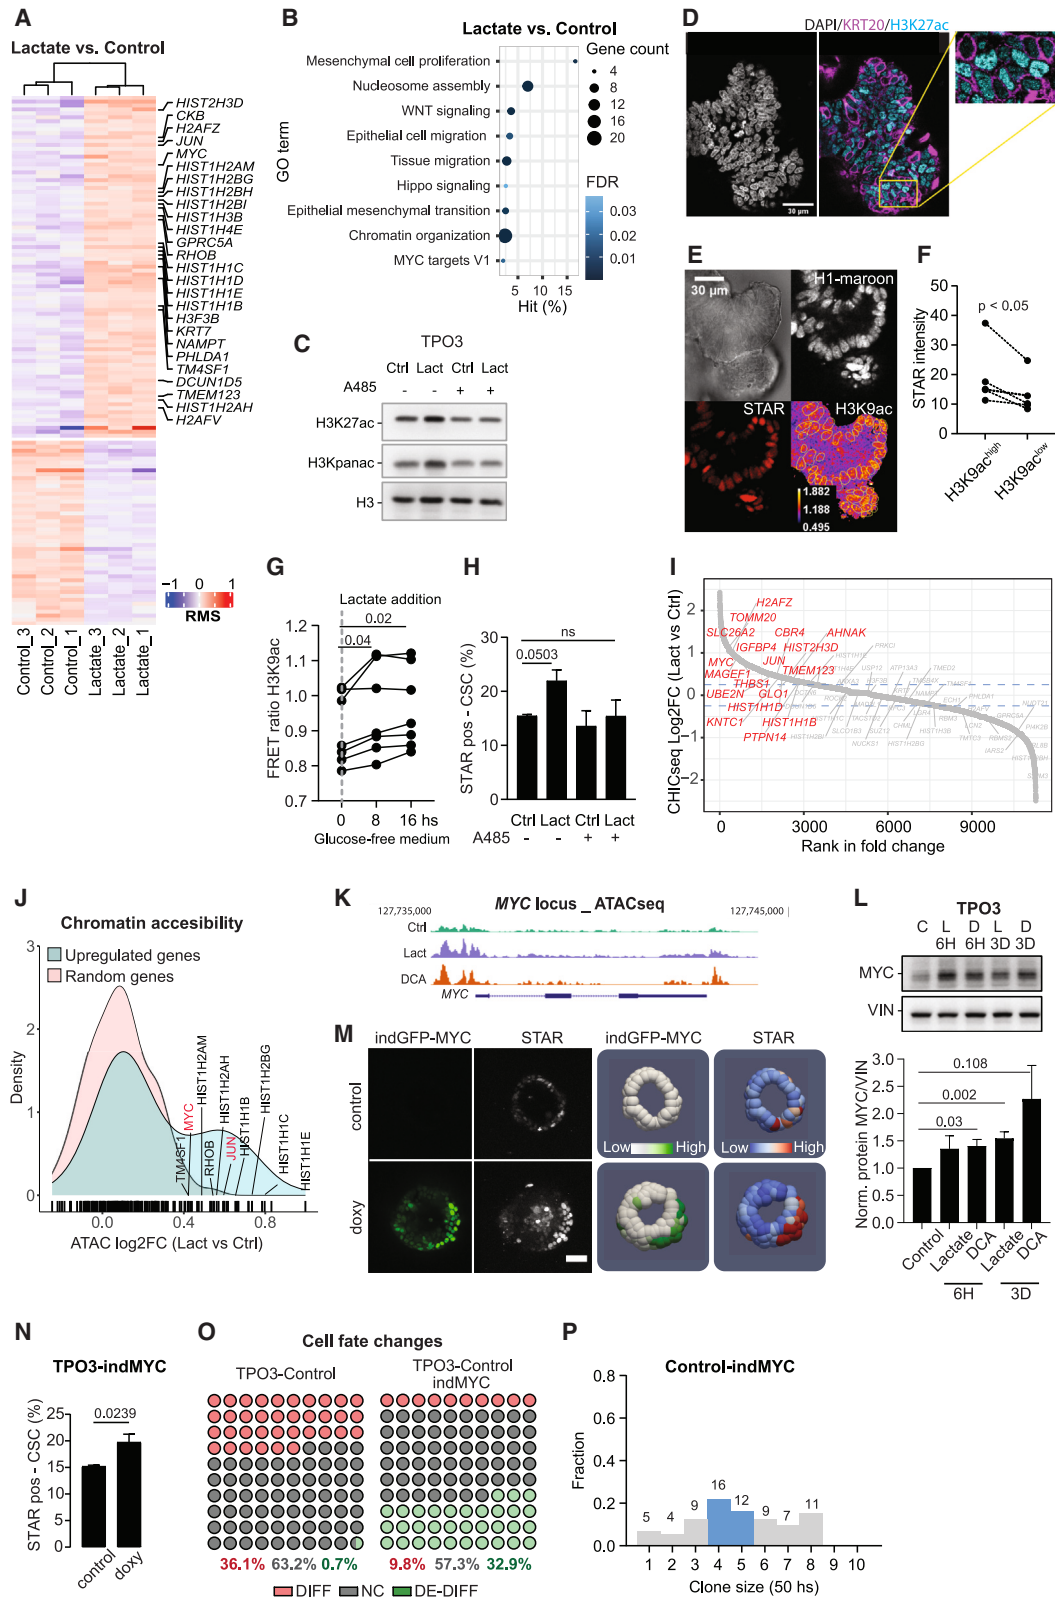 A
Lactate vs. Control
HIST2H3D
CKB
H2AFZ
JUN
MYC
HIST1H2AM
HIST1H2BG
HIST1H2BH
HIST1H2BI
HIST1H3B
HIST1H4E
GPRC5A
RHOB
HIST1H1C
HIST1H1D
HIST1H1E
HIST1H1B
H3F3B
KRT7
NAMPT
PHLDA1
TM4SF1
DCUN1D5
TMEM123
HIST1H2AH
H2AFV
−1 0 1
RMS
Control_3
Control_2
Control_1
Lactate_3
Lactate_2
Lactate_1
B
Lactate vs. Control
GO term
Mesenchymal cell proliferation
Nucleosome assembly
WNT signaling
Epithelial cell migration
Tissue migration
Hippo signaling
Epithelial mesenchymal transition
Chromatin organization
MYC targets V1
5 10 15
Hit (%)
Gene count
4
8
12
16
20
FDR
0.03
0.02
0.01
C
TPO3
Ctrl Lact Ctrl Lact
A485 - - + +
H3K27ac
H3Kpanac
H3
D
DAPI/KRT20/H3K27ac
30 µm
E
30 µm
H1-maroon
STAR
H3K9ac
1.882
1.188
0.495
F
p < 0.05
STAR intensity
40
30
20
10
0
H3K9ac high
H3K9ac low
G
Lactate addition
0.02
0.04
FRET ratio H3K9ac
1.2
1.1
1.0
0.9
0.8
0.7
0 8 16 hs
Glucose-free medium
H
ns
0.0503
STAR pos - CSC (%)
30
20
10
0
Ctrl Lact Ctrl Lact
A485 - - + +
I
CHICseq Log2FC (Lact vs Ctrl)
2
1
0
−1
−2
H2AFZ
TOMM20
SLC26A2 CBR4 AHNAK
IGFBP4 HIST2H3D
MYC JUN
MAGEF1 TMEM123
THBS1
UBE2N GLO1
HIST1H1D
KNTC1 HIST1H1B
PTPN14
PRKCI
USP12 ATP13A3 TMED2
NUCKS1 HIST1H2BG
0 3000 6000 9000
Rank in fold change
J
Chromatin accesibility
Upregulated genes
Random genes
Density
3
2
1
0
TM4SF1
MYC
HIST1H2AM
RHOB
HIST1H2AH
JUN
HIST1H1B
HIST1H2BG
HIST1H1C
HIST1H1E
0.0 0.4 0.8
ATAC log2FC (Lact vs Ctrl)
K
MYC locus _ ATACseq
127,735,000 127,745,000
Ctrl
Lact
DCA
MYC
L
TPO3
C L D L D
6H 6H 3D 3D
MYC
VIN
Norm. protein MYC/VIN
3.0
2.5
2.0
1.5
1.0
0.5
0.0
0.108
0.002
0.03
Control
Lactate
DCA
Lactate
DCA
6H 3D
M
indGFP-MYC STAR indGFP-MYC STAR
control
Low High Low High
doxy
N
TPO3-indMYC
0.0239
STAR pos - CSC (%)
25
20
15
10
5
0
control
doxy
O
Cell fate changes
TPO3-Control
TPO3-Control
indMYC
36.1% 63.2% 0.7% 9.8% 57.3% 32.9%
DIFF NC DE-DIFF
P
Control-indMYC
Fraction
0.8
0.6
0.4
0.2
0.0
5 4 9 16 12 9 7 11
1 2 3 4 5 6 7 8 9 10
Clone size (50 hs)